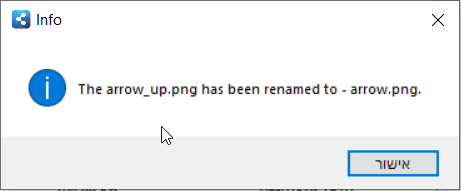 Info
The arrow_up.png has been renamed to - arrow.png.
אישור